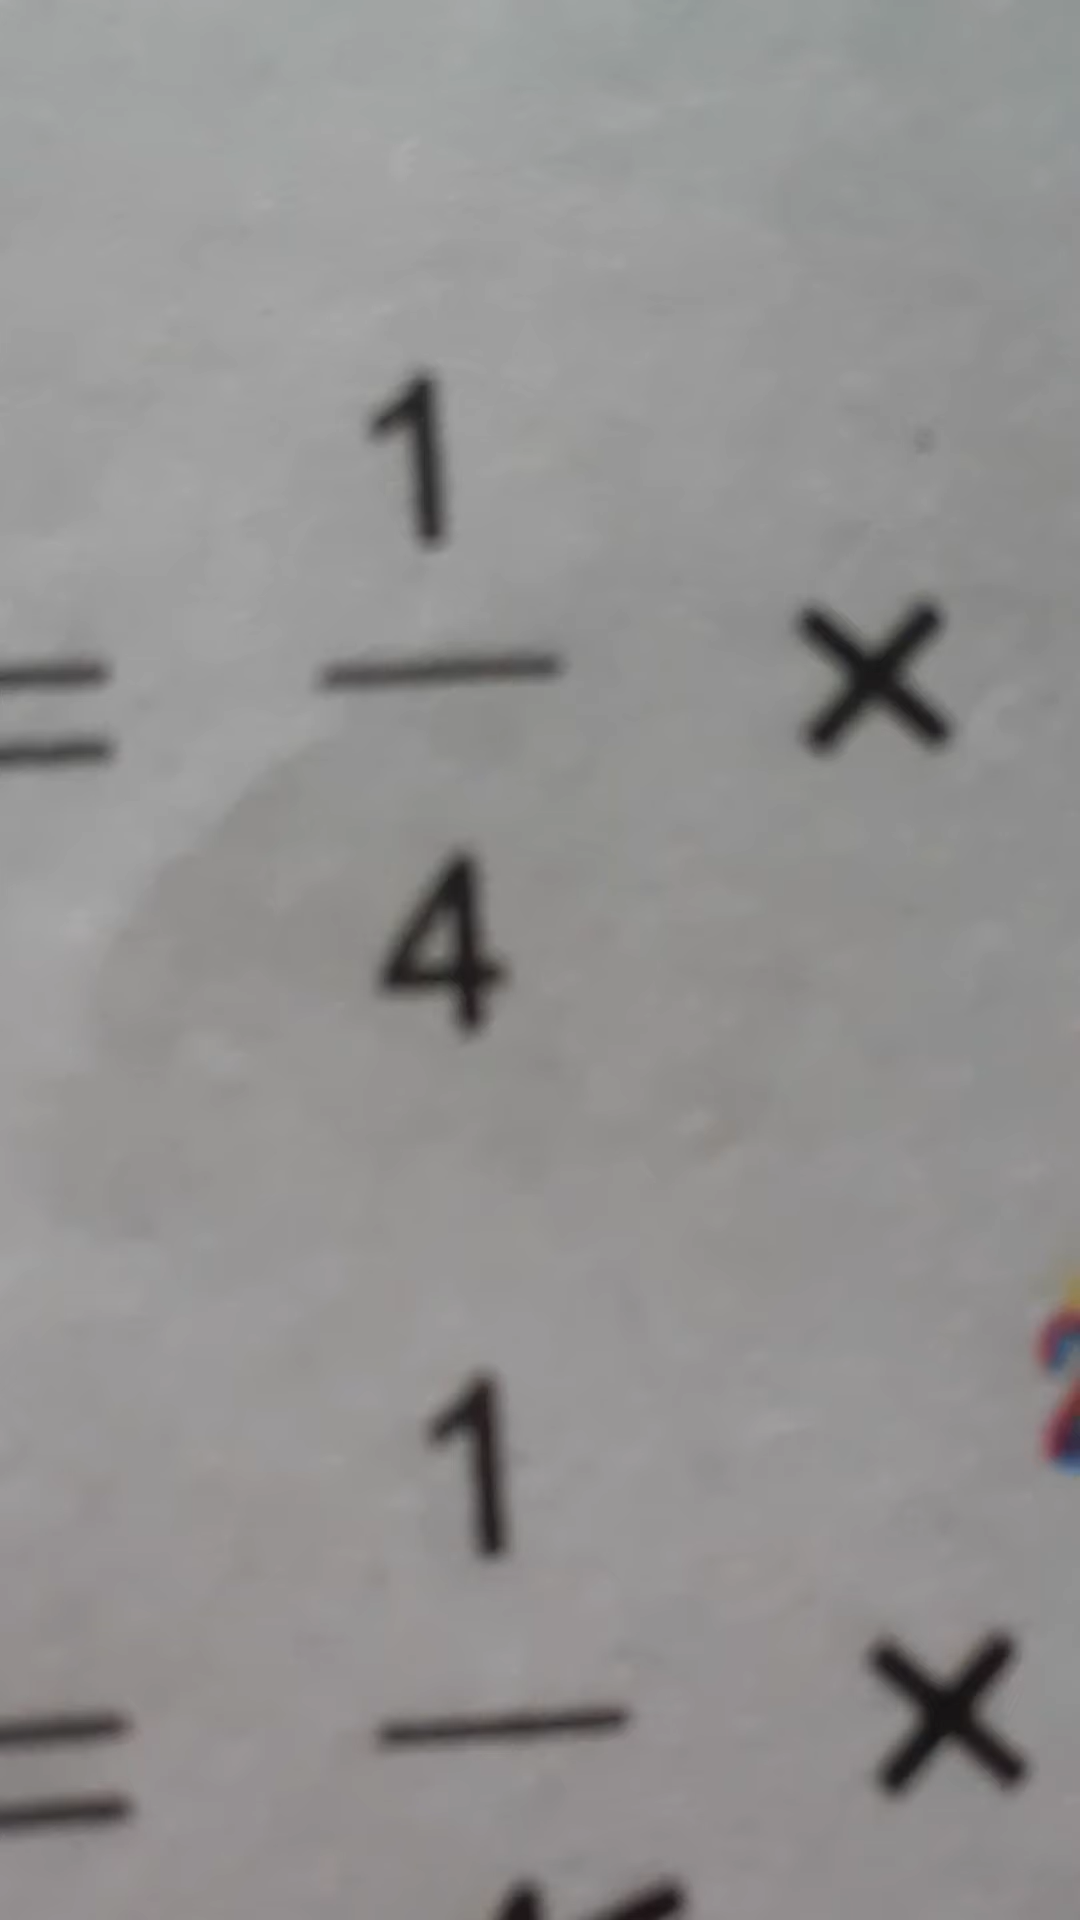 1
= — ×
4
1
= — ×